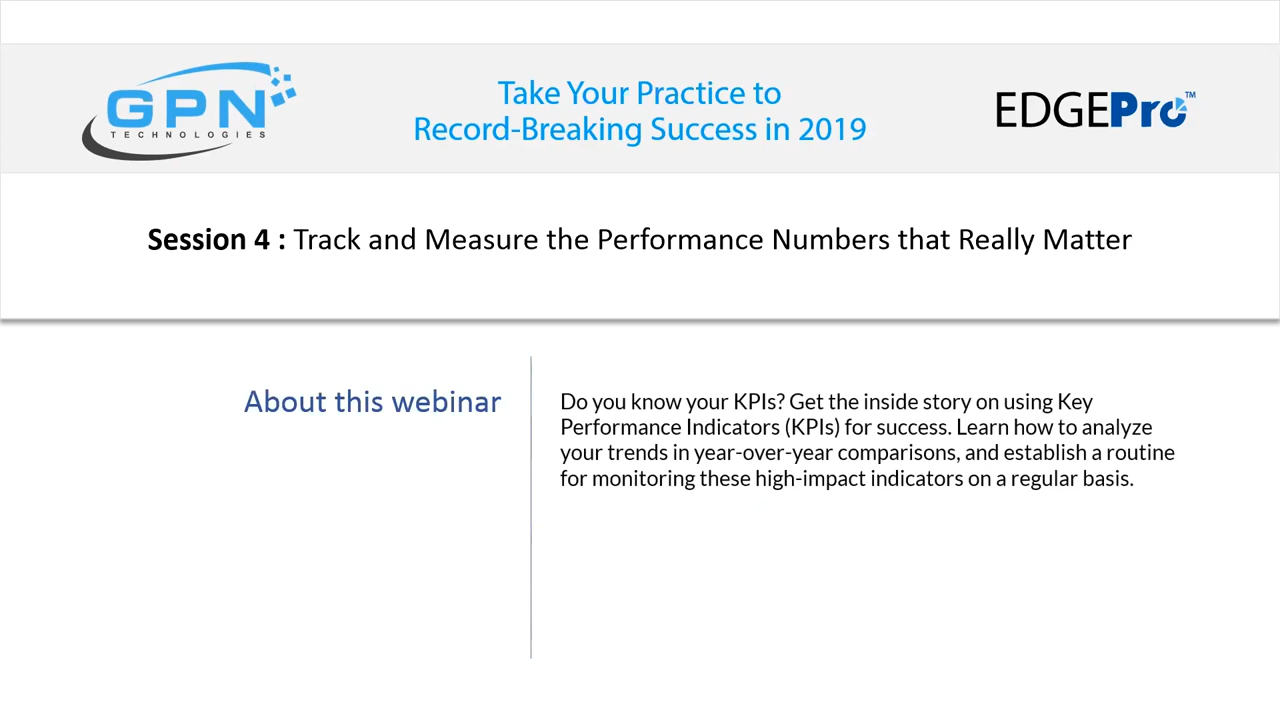 GPN
TECHNOLOGIES
Take Your Practice to
Record-Breaking Success in 2019
EDGEPro™
Session 4 : Track and Measure the Performance Numbers that Really Matter
About this webinar
Do you know your KPIs? Get the inside story on using Key
Performance Indicators (KPIs) for success. Learn how to analyze
your trends in year-over-year comparisons, and establish a routine
for monitoring these high-impact indicators on a regular basis.